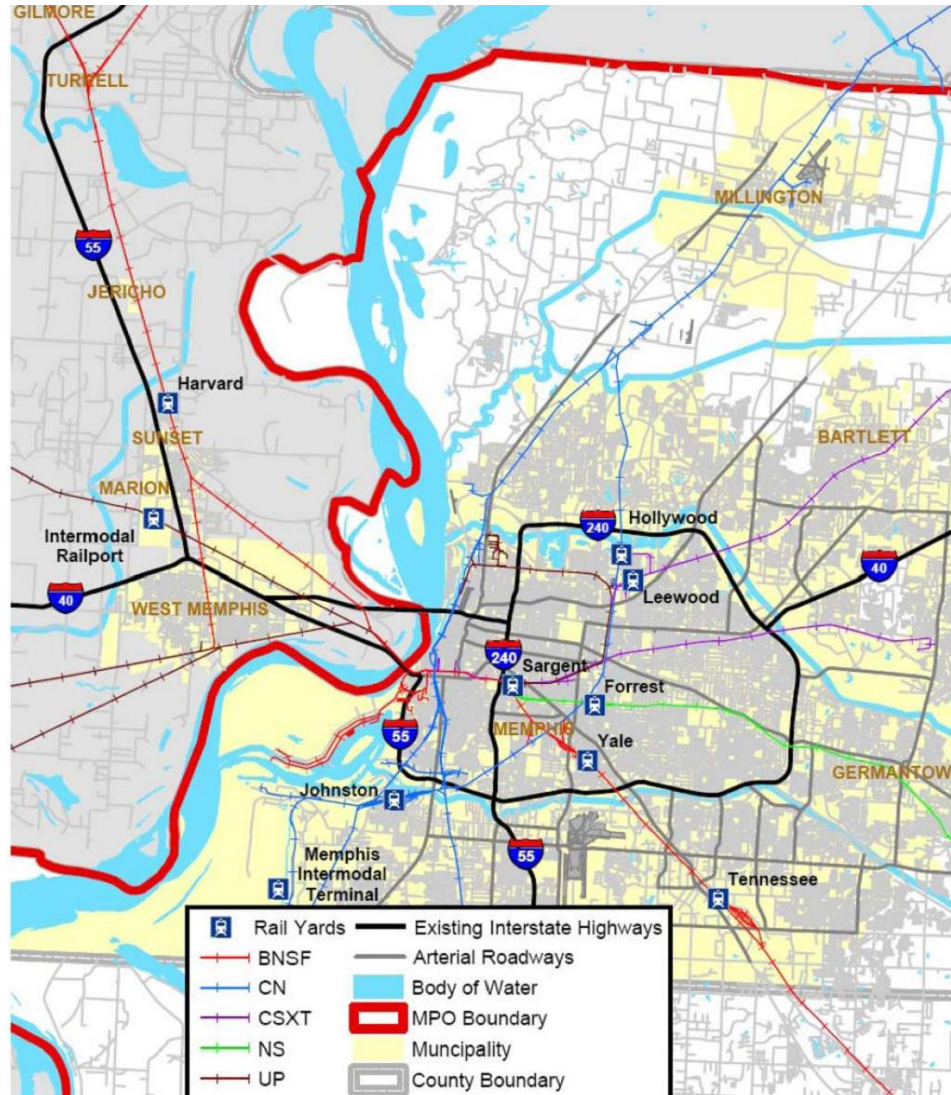 GILMORE
TURRELL
MILLINGTON
55
JERICHO
Harvard
SUNSET
BARTLETT
MARION
Intermodal
Railport
Hollywood
240
40
Leewood
40
WEST MEMPHIS
240
Sargent
Forrest
55
MEMPHIS
Yale
GERMANTOW
Johnston
55
Memphis
Intermodal
Terminal
Tennessee
Rail Yards
Existing Interstate Highways
BNSF
Arterial Roadways
CN
Body of Water
CSXT
MPO Boundary
NS
Muncipality
UP
County Boundary